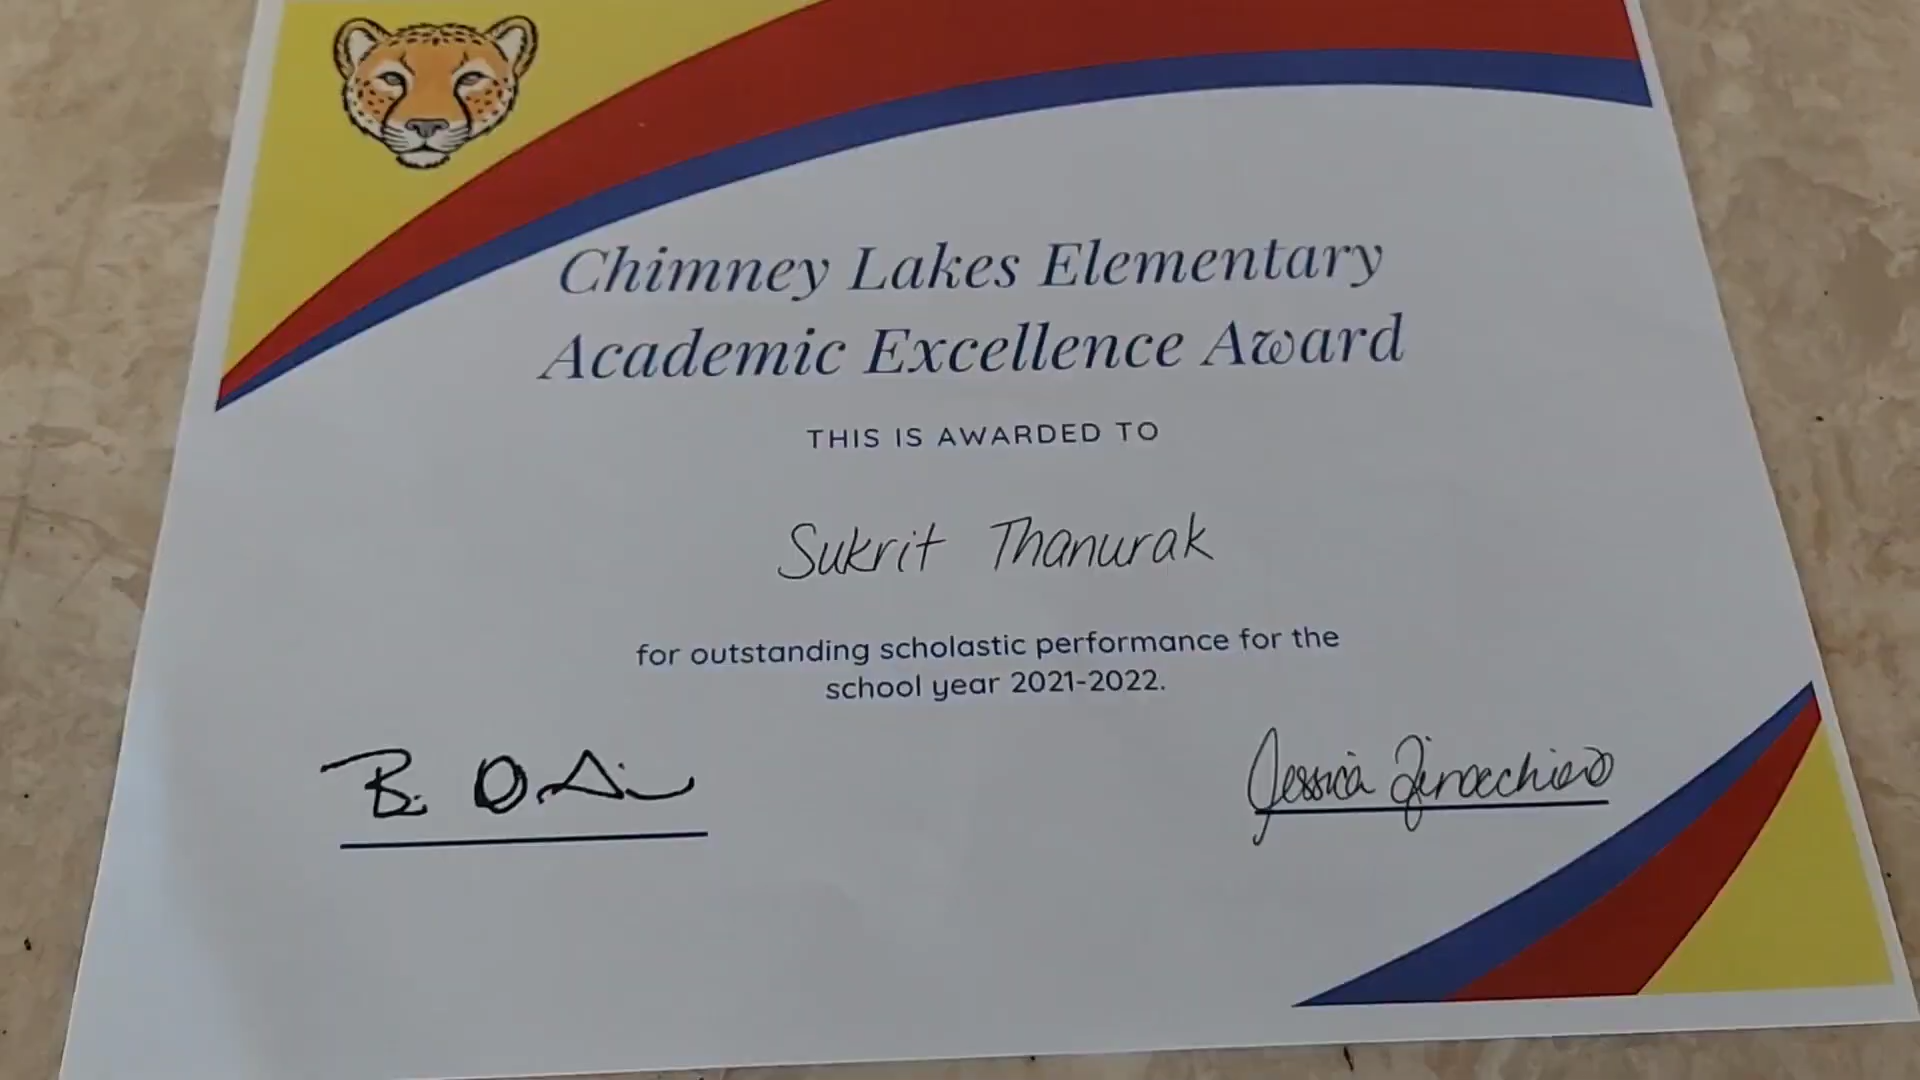 Chimney Lakes Elementary
Academic Excellence Award
THIS IS AWARDED TO
Sukrit Thanurak
for outstanding scholastic performance for the
school year 2021-2022.
Jessica